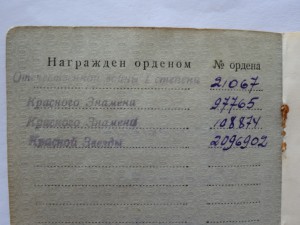 Награжден орденом № ордена
Отечественной войны I степени 21067
Красного Знамени 97765
Красного Знамени 108874
Красной Звезды 2096902